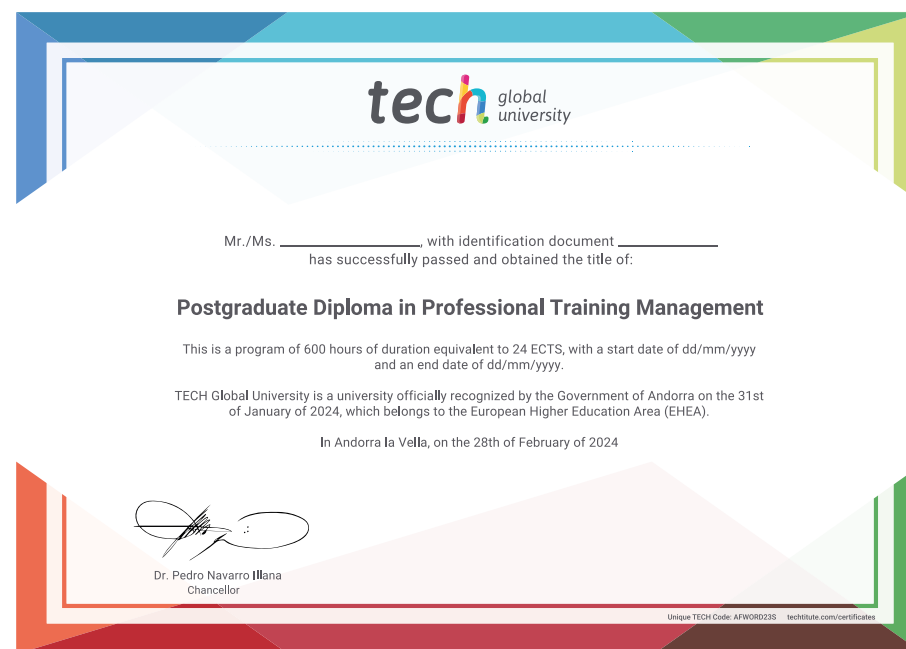 tech global university
Mr./Ms. ____________, with identification document ____________
has successfully passed and obtained the title of:
Postgraduate Diploma in Professional Training Management
This is a program of 600 hours of duration equivalent to 24 ECTS, with a start date of dd/mm/yyyy
and an end date of dd/mm/yyyy.
TECH Global University is a university officially recognized by the Government of Andorra on the 31st
of January of 2024, which belongs to the European Higher Education Area (EHEA).
In Andorra la Vella, on the 28th of February of 2024
Dr. Pedro Navarro Illana
Chancellor
Unique TECH Code: AFWORD23S techtitute.com/certificates